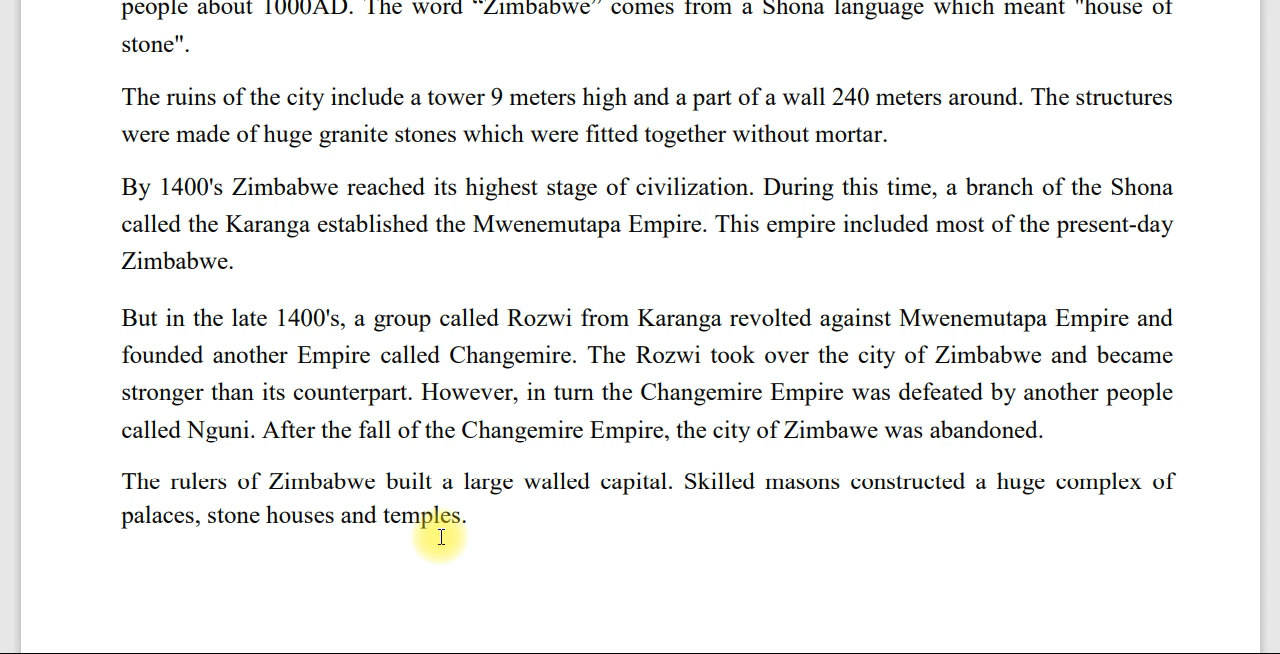 people about 1000AD. The word “Zimbabwe” comes from a Shona language which meant "house of
stone".
The ruins of the city include a tower 9 meters high and a part of a wall 240 meters around. The structures
were made of huge granite stones which were fitted together without mortar.
By 1400's Zimbabwe reached its highest stage of civilization. During this time, a branch of the Shona
called the Karanga established the Mwenemutapa Empire. This empire included most of the present-day
Zimbabwe.
But in the late 1400's, a group called Rozwi from Karanga revolted against Mwenemutapa Empire and
founded another Empire called Changemire. The Rozwi took over the city of Zimbabwe and became
stronger than its counterpart. However, in turn the Changemire Empire was defeated by another people
called Nguni. After the fall of the Changemire Empire, the city of Zimbawe was abandoned.
The rulers of Zimbabwe built a large walled capital. Skilled masons constructed a huge complex of
palaces, stone houses and temples.